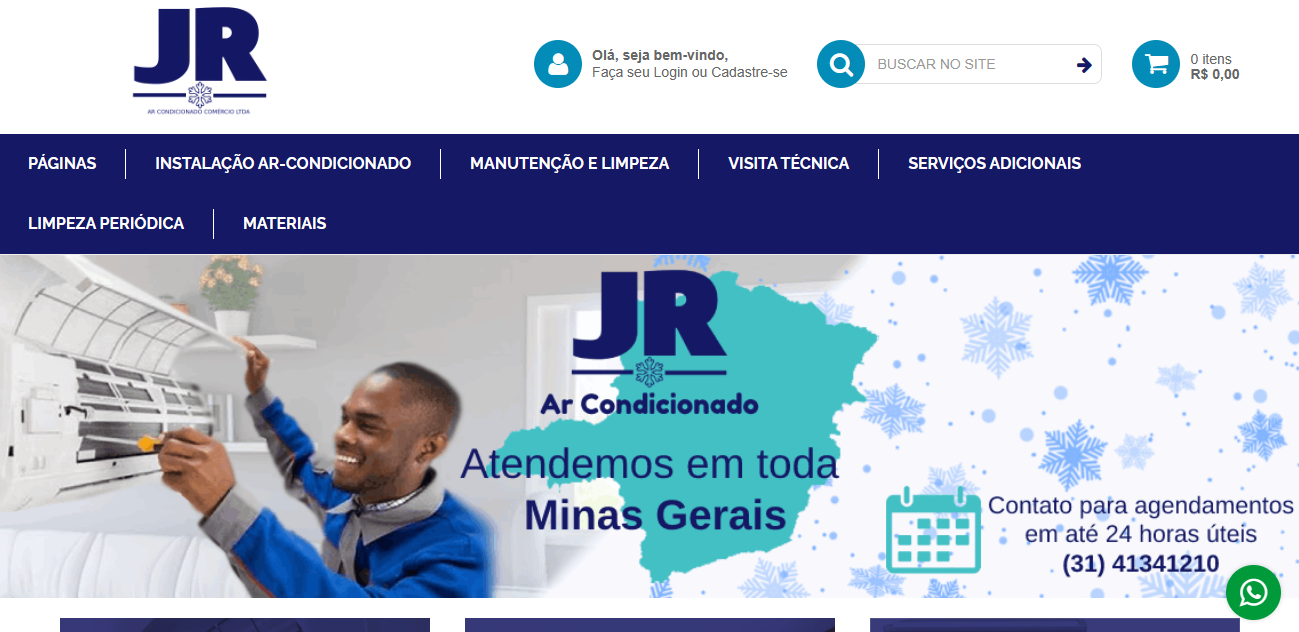 JR
AR CONDICIONADO COMÉRCIO LTDA
Olá, seja bem-vindo,
Faça seu Login ou Cadastre-se
BUSCAR NO SITE
0 itens
R$ 0,00
PÁGINAS
INSTALAÇÃO AR-CONDICIONADO
MANUTENÇÃO E LIMPEZA
VISITA TÉCNICA
SERVIÇOS ADICIONAIS
LIMPEZA PERIÓDICA
MATERIAIS
JR
Ar Condicionado
Atendemos em toda
Minas Gerais
Contato para agendamentos
em até 24 horas úteis
(31) 41341210